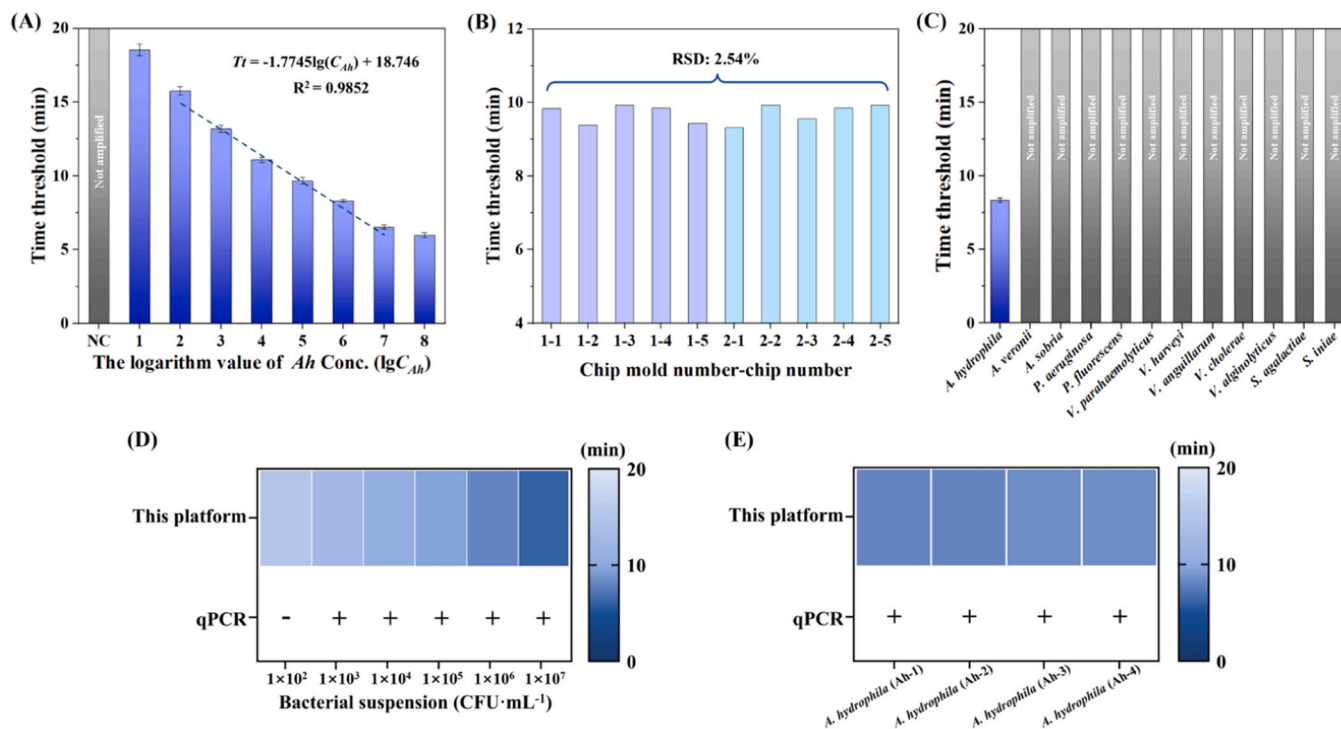 (A)
Time threshold (min)
20
15
10
5
0
Not amplified
Tt = -1.7745lg(C_Ah) + 18.746
R² = 0.9852
NC 1 2 3 4 5 6 7 8
The logarithm value of Ah Conc. (lgC_Ah)
(B)
Time threshold (min)
12
10
8
6
4
RSD: 2.54%
1-1 1-2 1-3 1-4 1-5 2-1 2-2 2-3 2-4 2-5
Chip mold number-chip number
(C)
Time threshold (min)
20
15
10
5
0
Not amplified
Not amplified
Not amplified
Not amplified
Not amplified
Not amplified
Not amplified
Not amplified
Not amplified
Not amplified
Not amplified
A. hydrophila
A. veronii
A. sobria
P. aeruginosa
P. fluorescens
V. parahaemolyticus
V. harveyi
V. anguillarum
V. cholerae
V. alginolyticus
S. agalactiae
S. iniae
(D)
(min)
20
10
0
This platform
qPCR
- + + + + +
1×10² 1×10³ 1×10⁴ 1×10⁵ 1×10⁶ 1×10⁷
Bacterial suspension (CFU·mL⁻¹)
(E)
(min)
20
10
0
This platform
qPCR
+ + + +
A. hydrophila (Ah-1)
A. hydrophila (Ah-2)
A. hydrophila (Ah-3)
A. hydrophila (Ah-4)